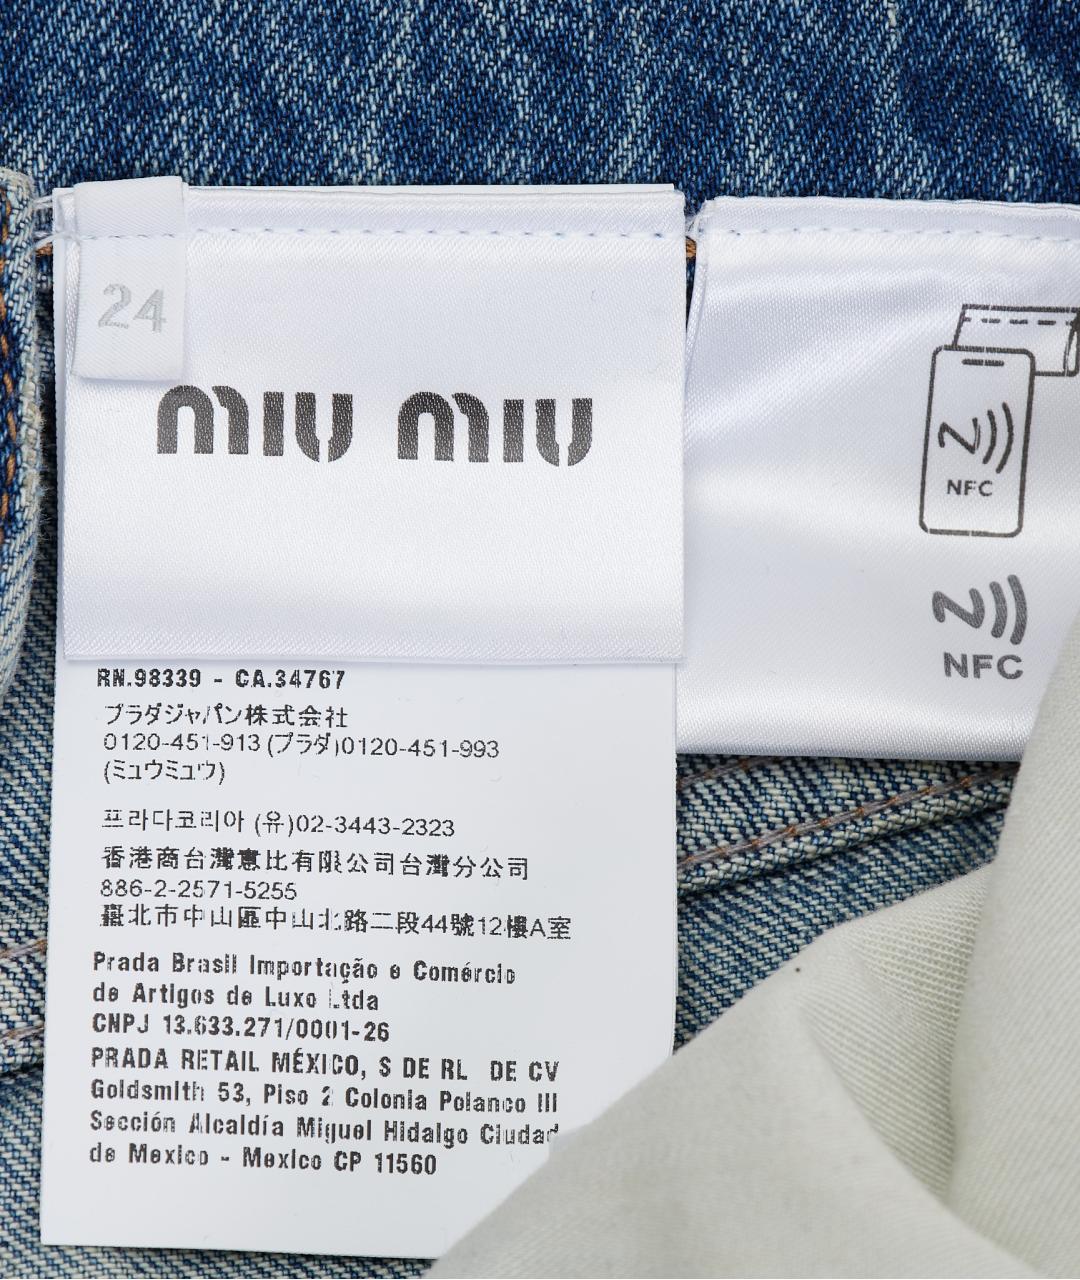 24
MIU MIU
NFC
NFC
RN.98339 - CA.34767
プラダジャパン株式会社
0120-451-913 (プラダ)0120-451-993
(ミュウミュウ)
프라다코리아 (유)02-3443-2323
香港商台灣意比有限公司台灣分公司
886-2-2571-5255
臺北市中山區中山北路二段44號12樓A室
Prada Brasil Importação e Comércio
de Artigos de Luxo Ltda
CNPJ 13.633.271/0001-26
PRADA RETAIL MÉXICO, S DE RL DE CV
Goldsmith 53, Piso 2 Colonia Polanco III
Sección Alcaldía Miguel Hidalgo Ciudad
de Mexico - Mexico CP 11560